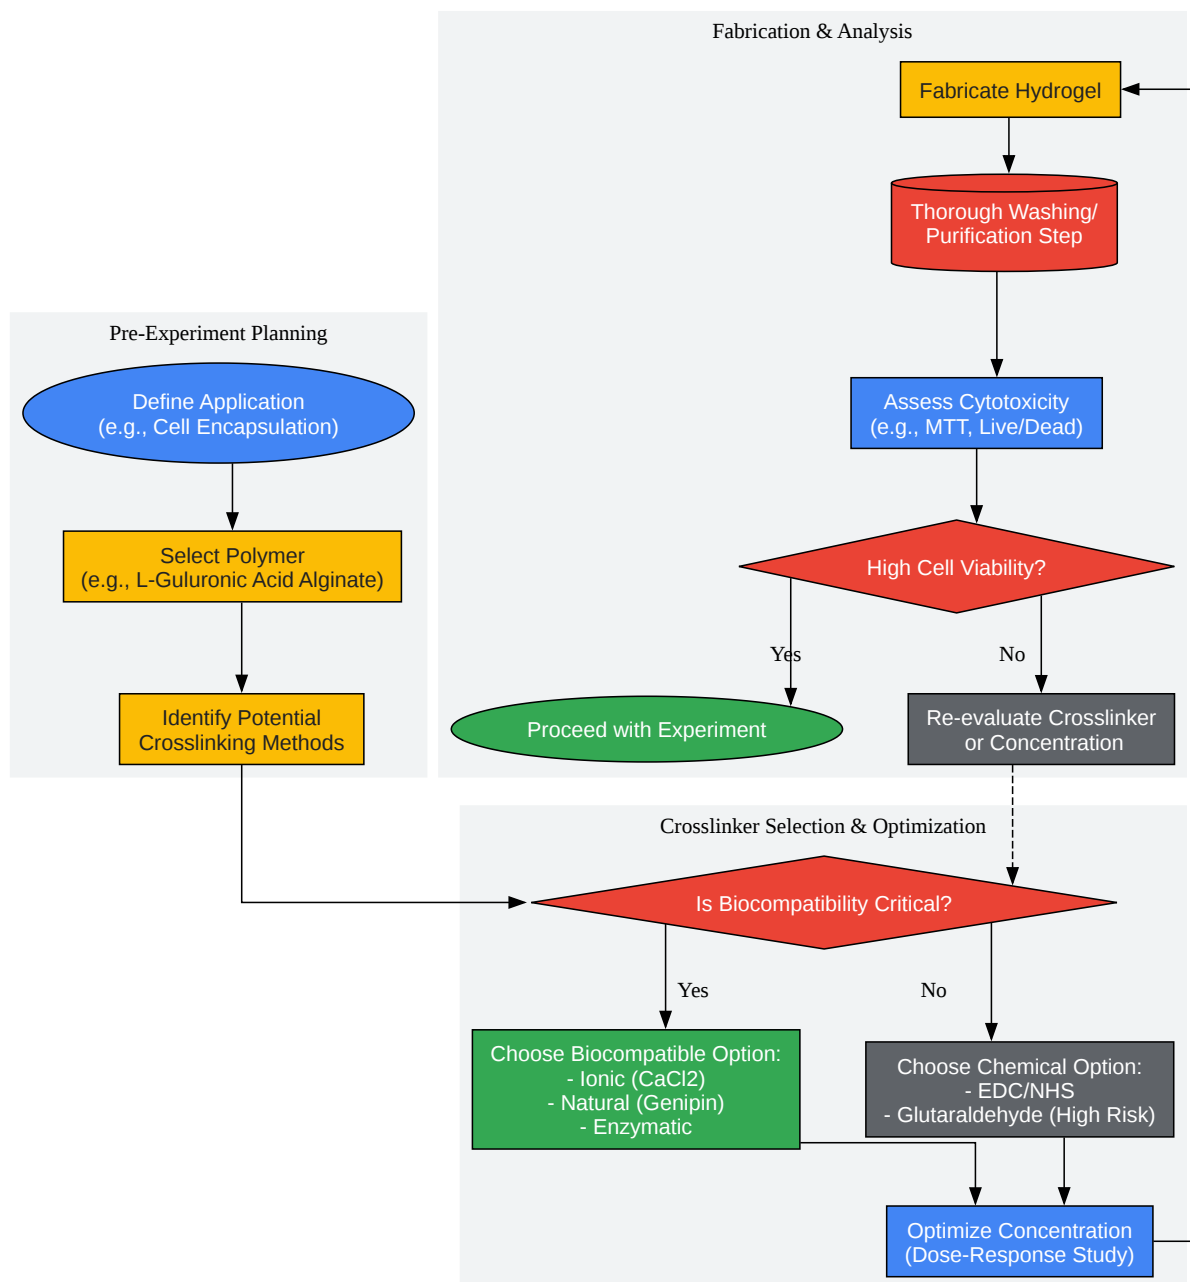 Fabrication & Analysis
Fabricate Hydrogel
Thorough Washing/
Purification Step
Pre-Experiment Planning
Define Application
(e.g., Cell Encapsulation)
Assess Cytotoxicity
(e.g., MTT, Live/Dead)
Select Polymer
(e.g., L-Guluronic Acid Alginate)
High Cell Viability?
Yes
No
Identify Potential
Crosslinking Methods
Proceed with Experiment
Re-evaluate Crosslinker
or Concentration
Crosslinker Selection & Optimization
Is Biocompatibility Critical?
Yes
No
Choose Biocompatible Option:
- Ionic (CaCl2)
- Natural (Genipin)
- Enzymatic
Choose Chemical Option:
- EDC/NHS
- Glutaraldehyde (High Risk)
Optimize Concentration
(Dose-Response Study)